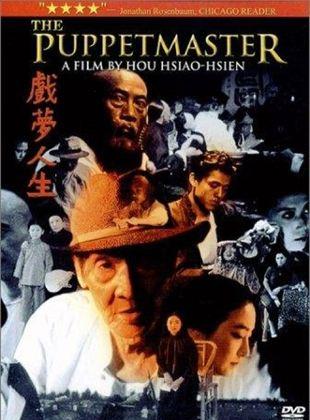 "★★★★"—Jonathan Rosenbaum, CHICAGO READER
THE
PUPPETMASTER
A FILM BY HOU HSIAO-HSIEN
戲夢人生
DVD